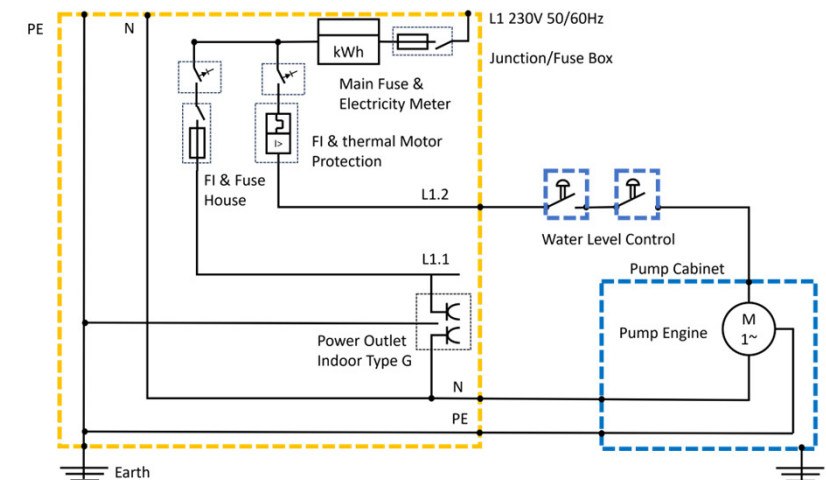 PE
N
L1 230V 50/60Hz
Junction/Fuse Box
kWh
Main Fuse &
Electricity Meter
FI & thermal Motor
Protection
FI & Fuse
House
L1.2
Water Level Control
L1.1
Pump Cabinet
Pump Engine
M
1~
Power Outlet
Indoor Type G
N
PE
Earth